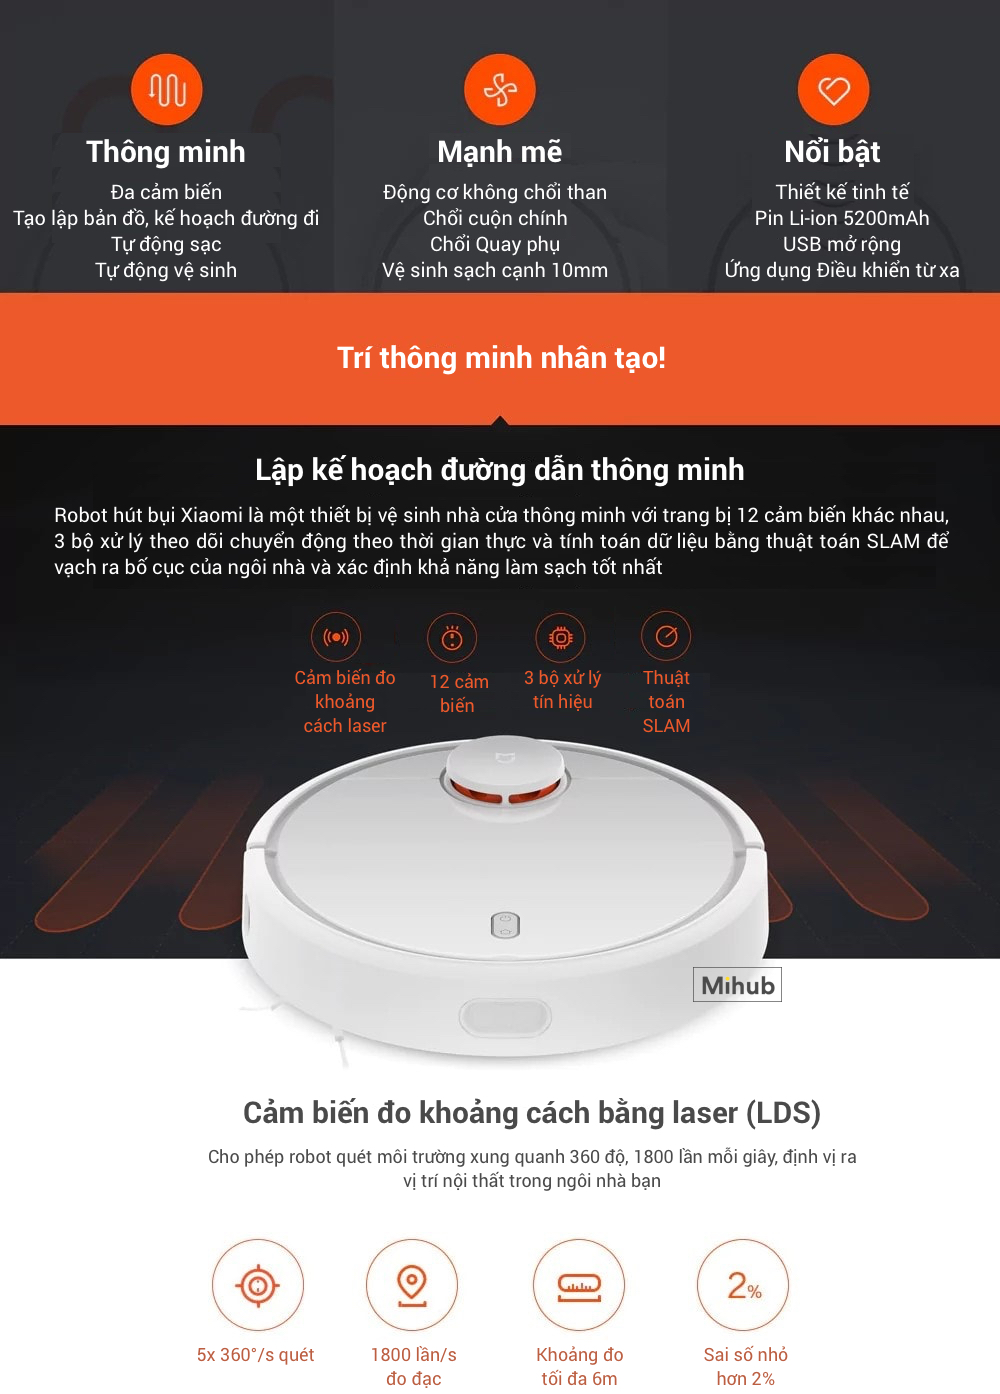 Thông minh
Đa cảm biến
Tạo lập bản đồ, kế hoạch đường đi
Tự động sạc
Tự động vệ sinh
Mạnh mẽ
Động cơ không chổi than
Chổi cuộn chính
Chổi Quay phụ
Vệ sinh sạch cạnh 10mm
Nổi bật
Thiết kế tinh tế
Pin Li-ion 5200mAh
USB mở rộng
Ứng dụng Điều khiển từ xa
Trí thông minh nhân tạo!
Lập kế hoạch đường dẫn thông minh
Robot hút bụi Xiaomi là một thiết bị vệ sinh nhà cửa thông minh với trang bị 12 cảm biến khác nhau,
3 bộ xử lý theo dõi chuyển động theo thời gian thực và tính toán dữ liệu bằng thuật toán SLAM để
vạch ra bố cục của ngôi nhà và xác định khả năng làm sạch tốt nhất
Cảm biến đo
khoảng
cách laser
12 cảm
biến
3 bộ xử lý
tín hiệu
Thuật
toán
SLAM
Mihub
Cảm biến đo khoảng cách bằng laser (LDS)
Cho phép robot quét môi trường xung quanh 360 độ, 1800 lần mỗi giây, định vị ra
vị trí nội thất trong ngôi nhà bạn
5x 360°/s quét
1800 lần/s
đo đạc
Khoảng đo
tối đa 6m
2%
Sai số nhỏ
hơn 2%